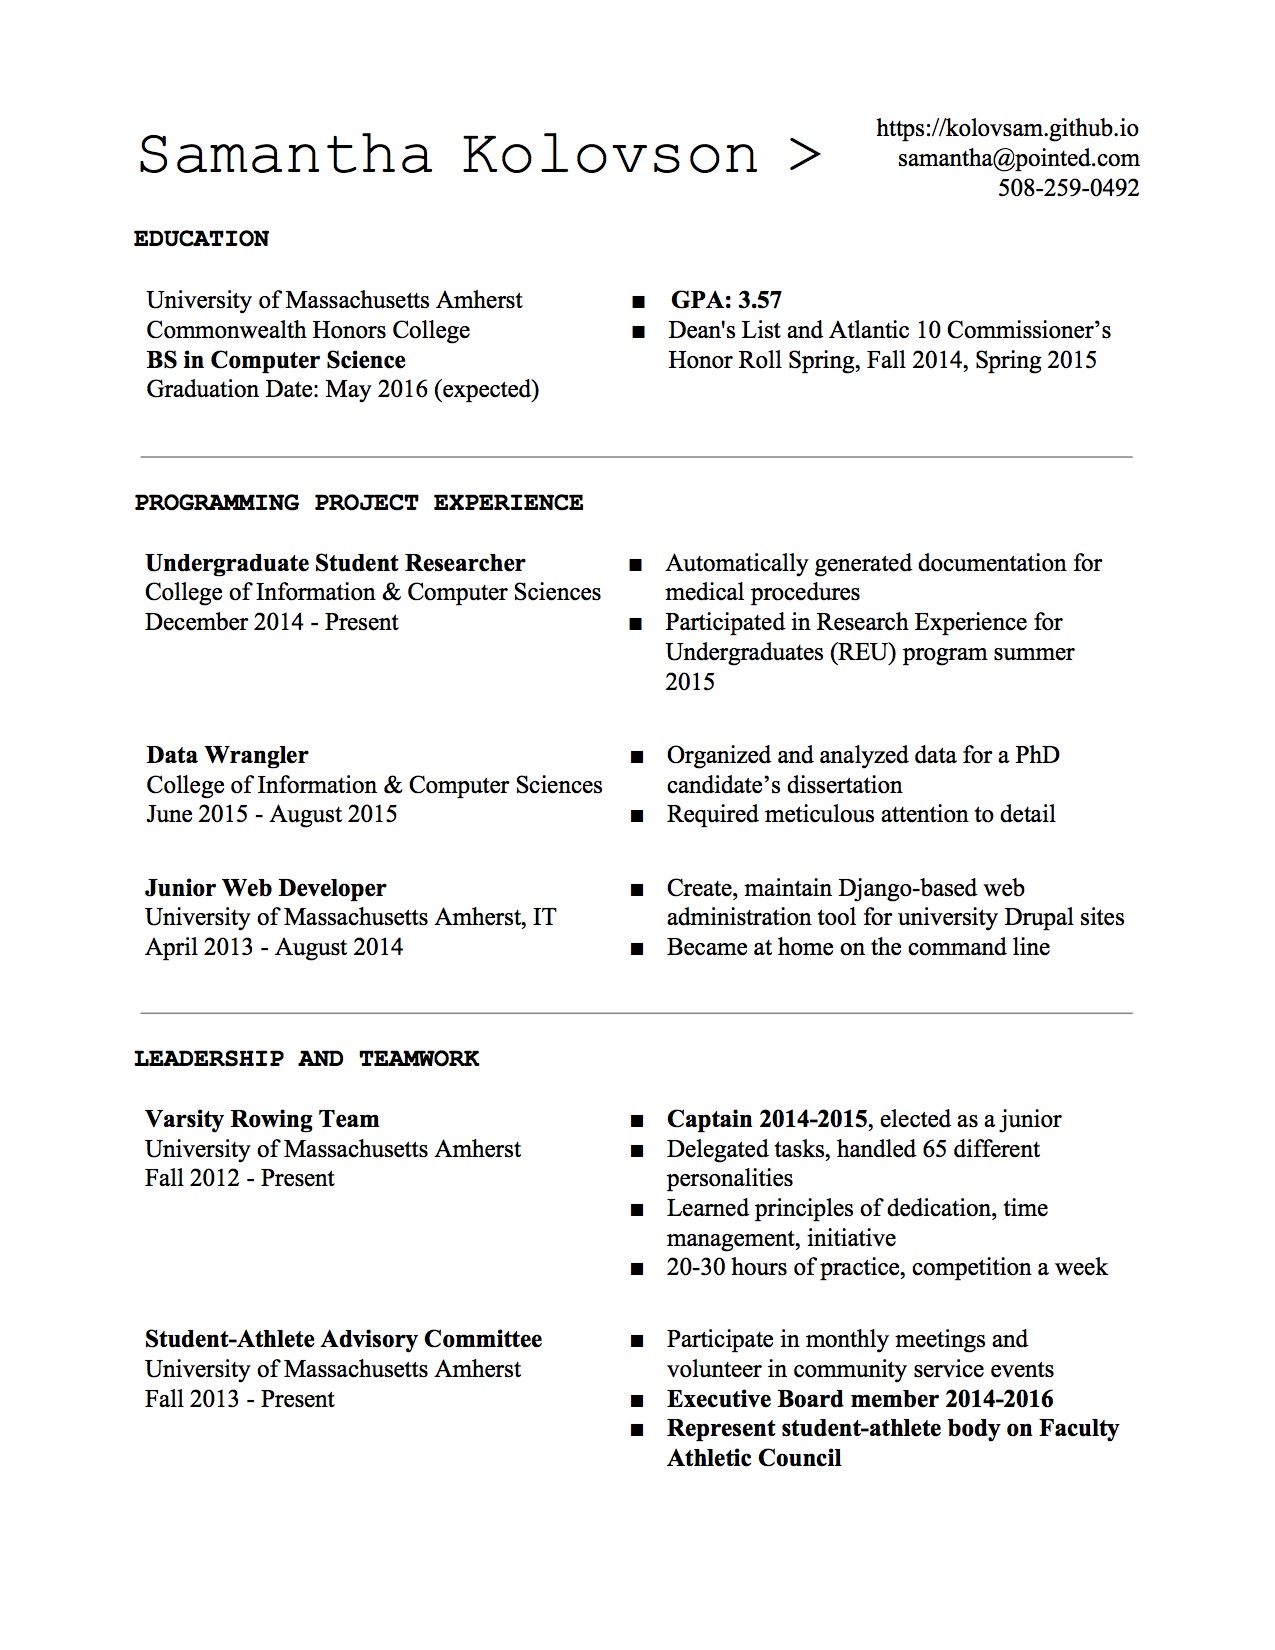 Samantha Kolovson >
https://kolovsam.github.io
samantha@pointed.com
508-259-0492
EDUCATION
University of Massachusetts Amherst
Commonwealth Honors College
BS in Computer Science
Graduation Date: May 2016 (expected)
■ GPA: 3.57
■ Dean's List and Atlantic 10 Commissioner’s
Honor Roll Spring, Fall 2014, Spring 2015
PROGRAMMING PROJECT EXPERIENCE
Undergraduate Student Researcher
College of Information & Computer Sciences
December 2014 - Present
■ Automatically generated documentation for
medical procedures
■ Participated in Research Experience for
Undergraduates (REU) program summer
2015
Data Wrangler
College of Information & Computer Sciences
June 2015 - August 2015
■ Organized and analyzed data for a PhD
candidate’s dissertation
■ Required meticulous attention to detail
Junior Web Developer
University of Massachusetts Amherst, IT
April 2013 - August 2014
■ Create, maintain Django-based web
administration tool for university Drupal sites
■ Became at home on the command line
LEADERSHIP AND TEAMWORK
Varsity Rowing Team
University of Massachusetts Amherst
Fall 2012 - Present
■ Captain 2014-2015, elected as a junior
■ Delegated tasks, handled 65 different
personalities
■ Learned principles of dedication, time
management, initiative
■ 20-30 hours of practice, competition a week
Student-Athlete Advisory Committee
University of Massachusetts Amherst
Fall 2013 - Present
■ Participate in monthly meetings and
volunteer in community service events
■ Executive Board member 2014-2016
■ Represent student-athlete body on Faculty
Athletic Council